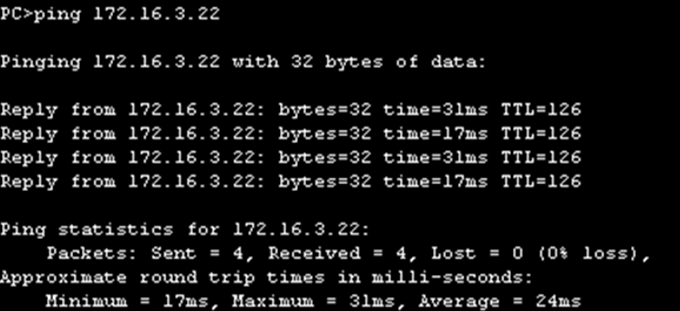 PC>ping 172.16.3.22
Pinging 172.16.3.22 with 32 bytes of data:
Reply from 172.16.3.22: bytes=32 time=31ms TTL=126
Reply from 172.16.3.22: bytes=32 time=17ms TTL=126
Reply from 172.16.3.22: bytes=32 time=31ms TTL=126
Reply from 172.16.3.22: bytes=32 time=17ms TTL=126
Ping statistics for 172.16.3.22:
Packets: Sent = 4, Received = 4, Lost = 0 (0% loss),
Approximate round trip times in milli-seconds:
Minimum = 17ms, Maximum = 31ms, Average = 24ms